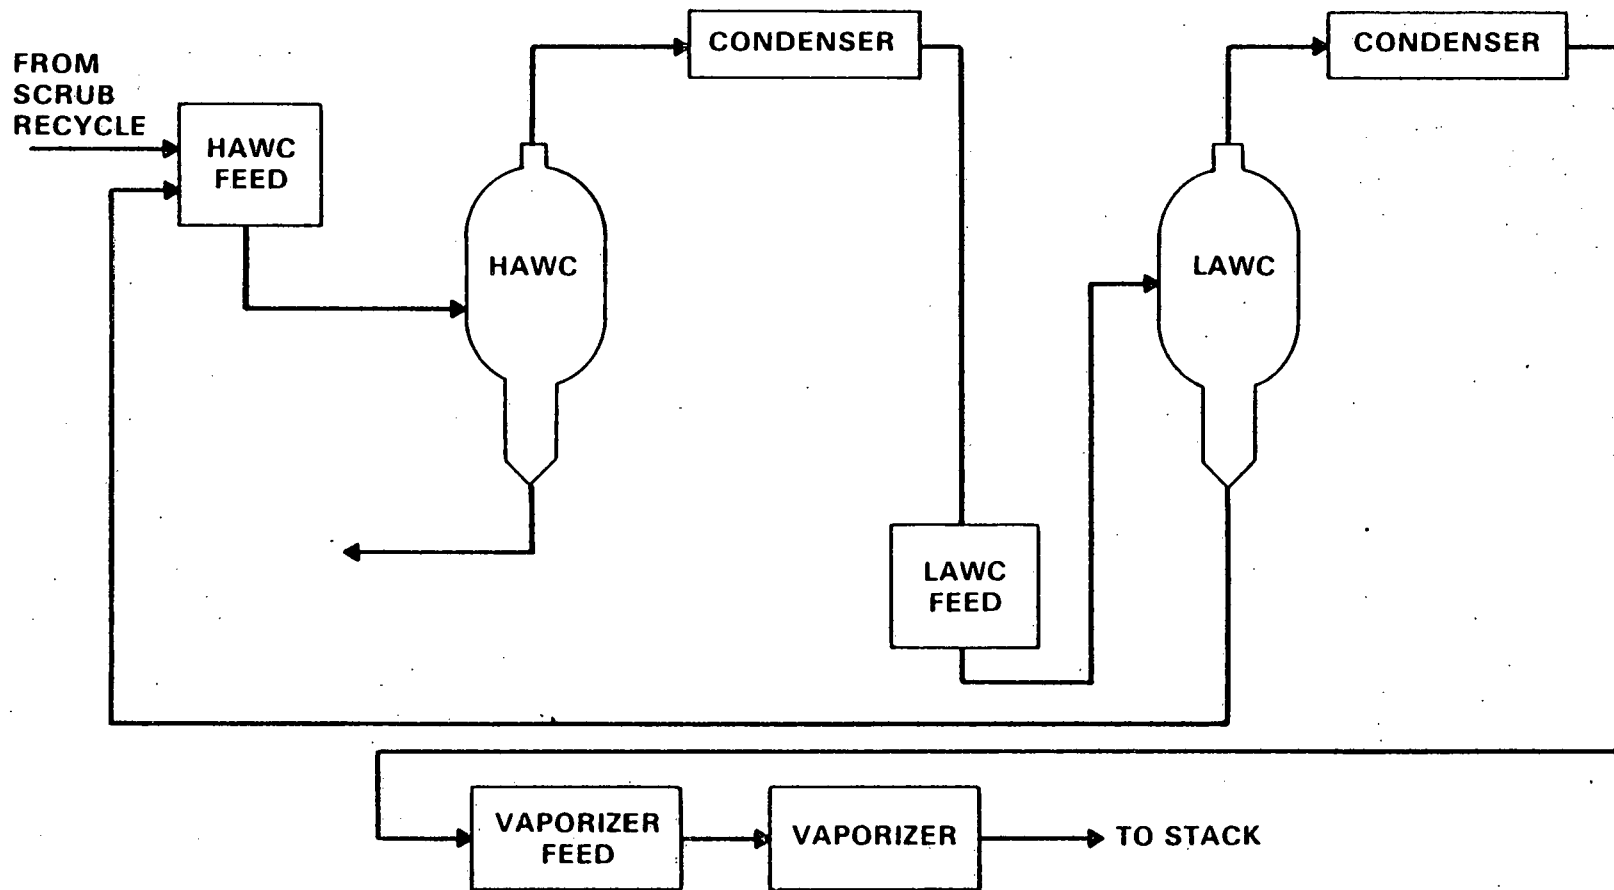 FROM
SCRUB
RECYCLE
HAWC
FEED
HAWC
CONDENSER
LAWC
FEED
LAWC
CONDENSER
VAPORIZER
FEED
VAPORIZER
TO STACK